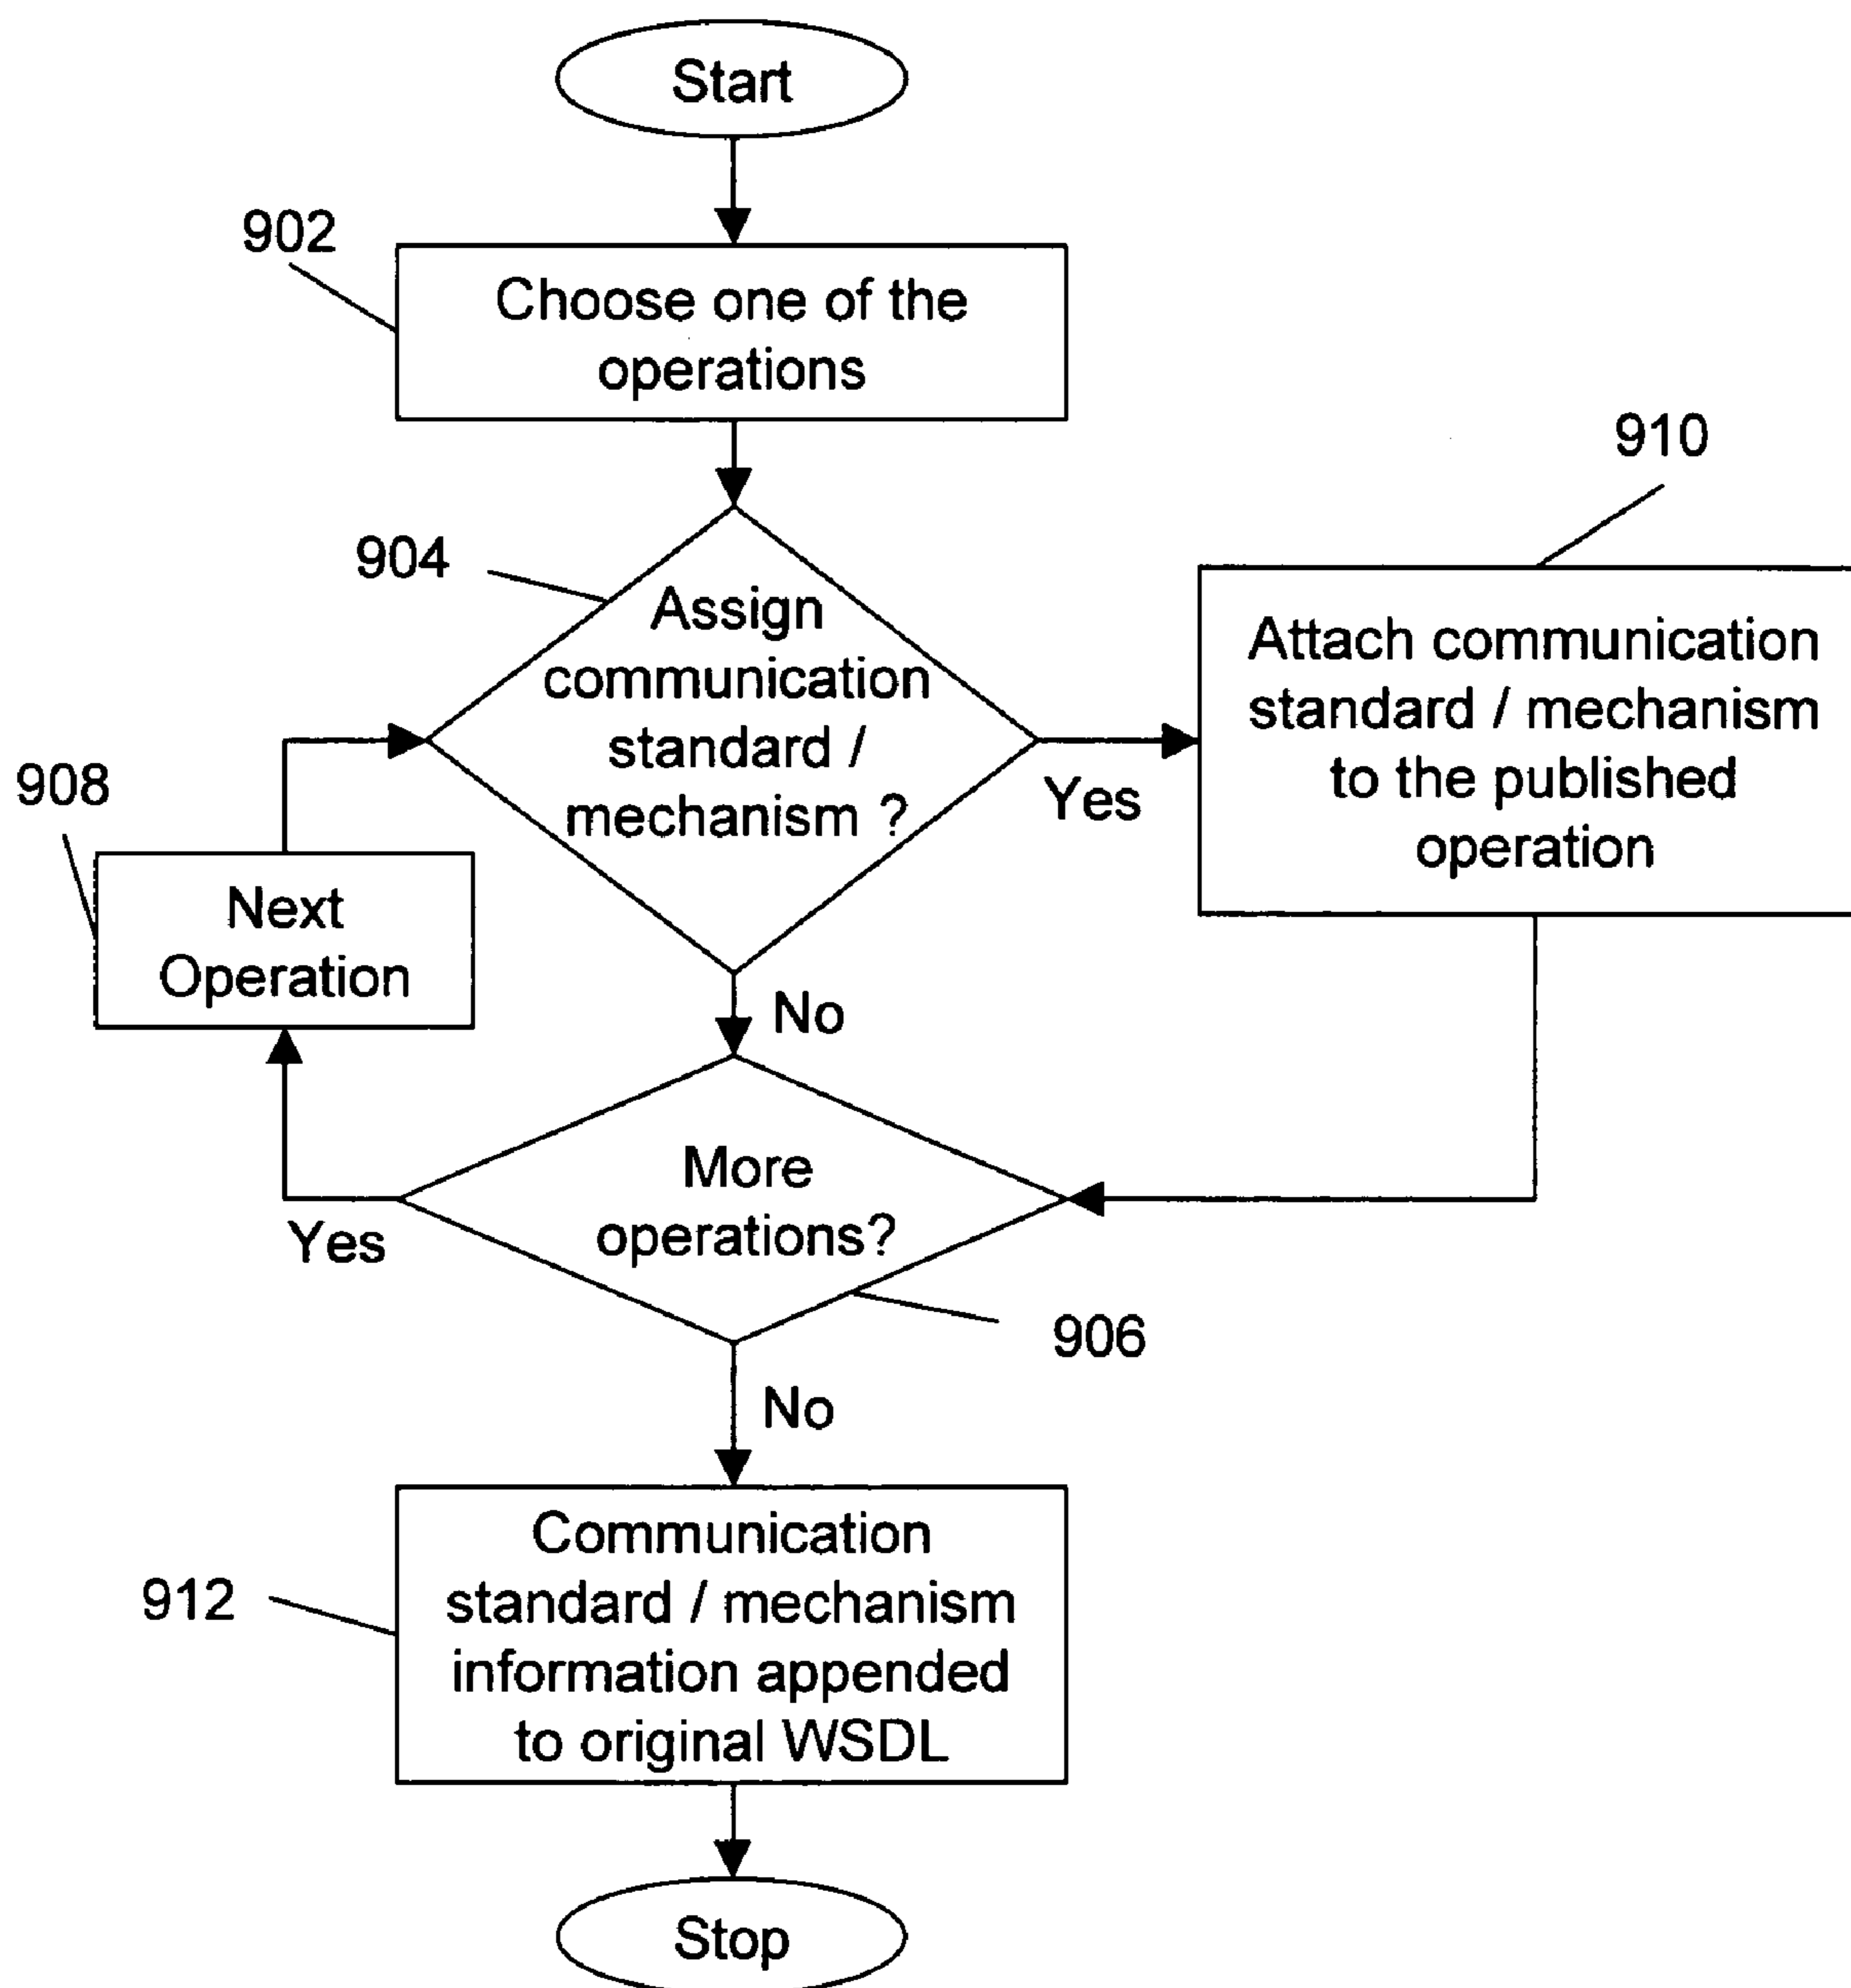 Start
902
Choose one of the
operations
910
904
Assign
communication
standard /
mechanism ?
Yes
Attach communication
standard / mechanism
to the published
operation
908
Next
Operation
No
More
operations?
Yes
906
No
912
Communication
standard / mechanism
information appended
to original WSDL
Stop